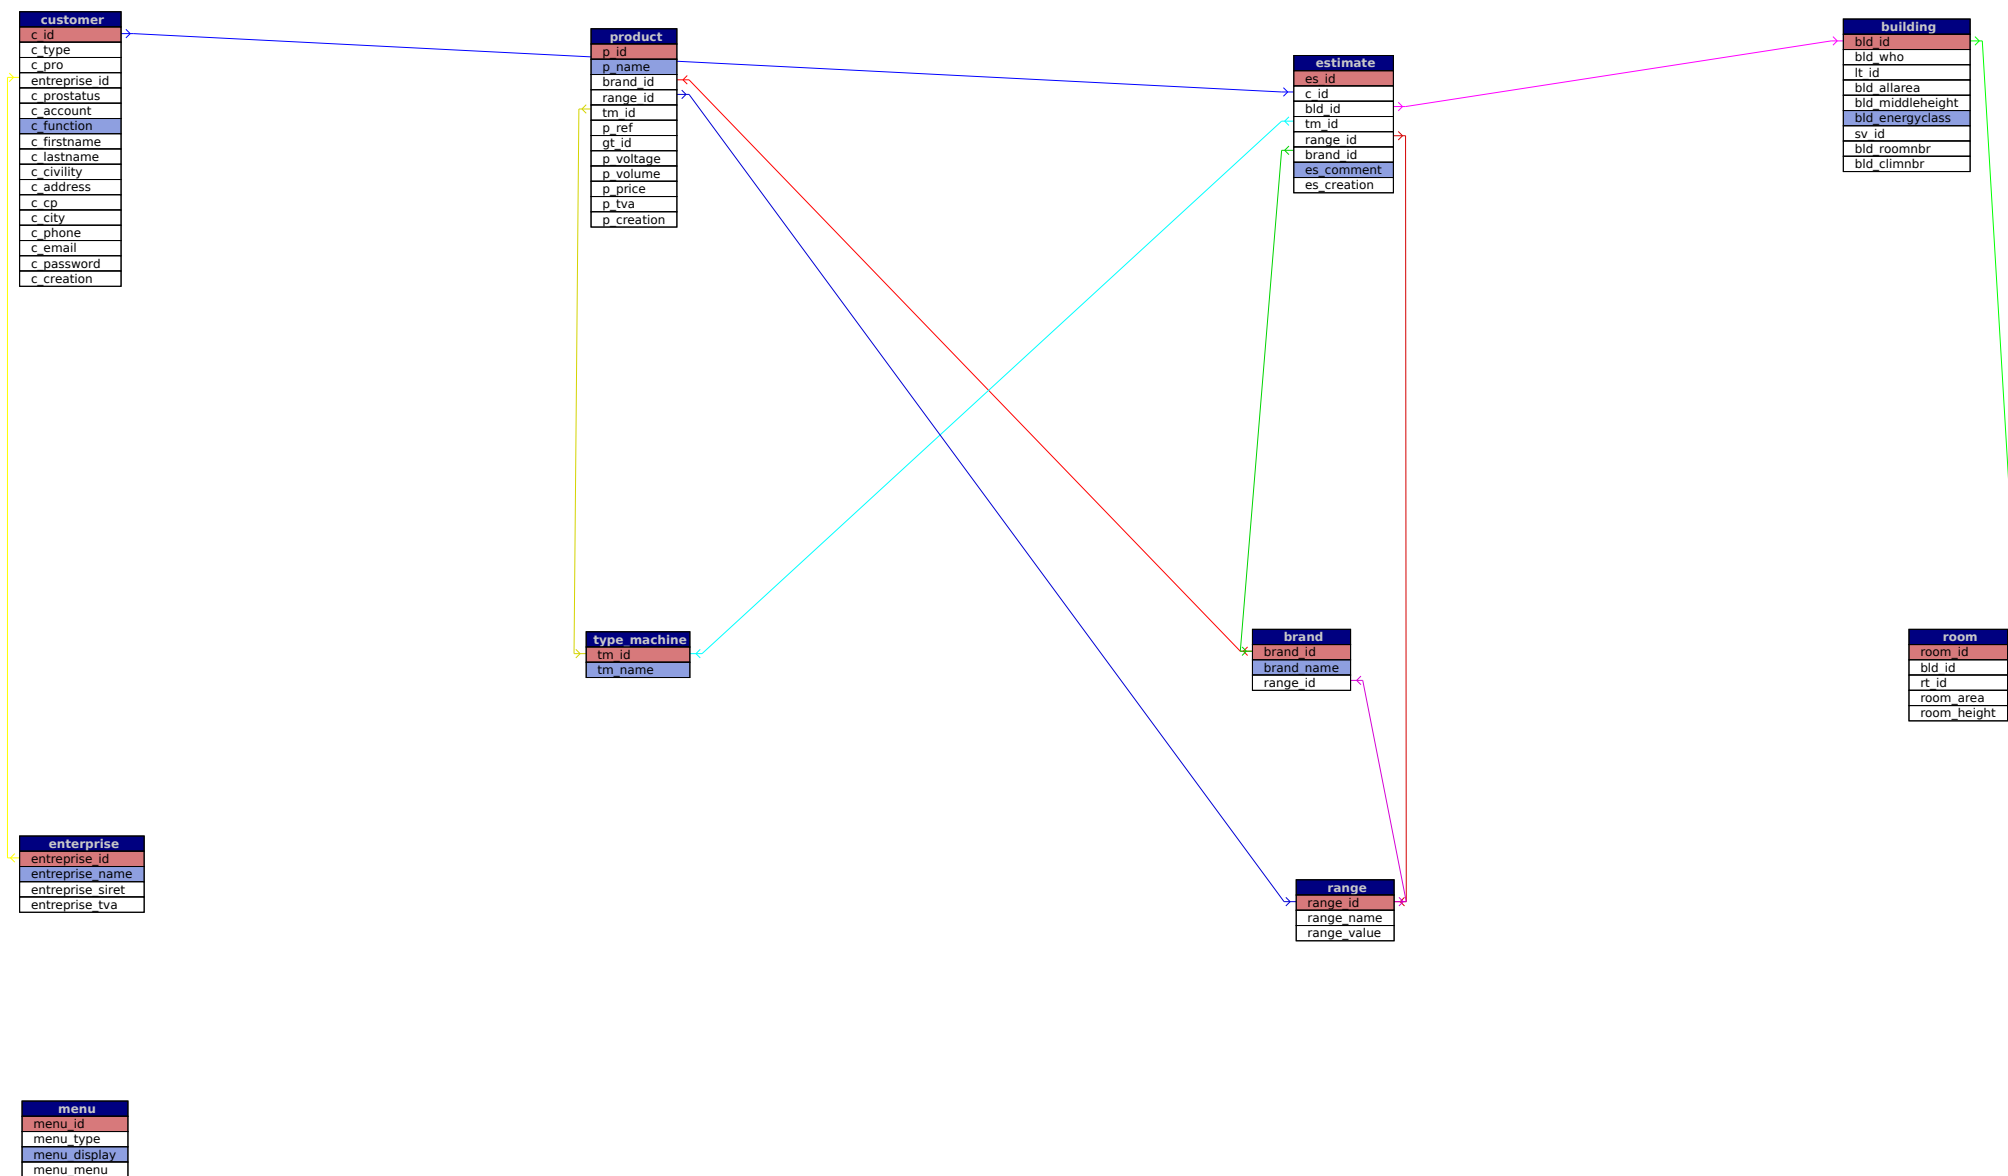 customer
c_id
c_type
c_pro
entreprise_id
c_prostatus
c_account
c_function
c_firstname
c_lastname
c_civility
c_address
c_cp
c_city
c_phone
c_email
c_password
c_creation
product
p_id
p_name
brand_id
range_id
tm_id
p_ref
gt_id
p_voltage
p_volume
p_price
p_tva
p_creation
estimate
es_id
c_id
bld_id
tm_id
range_id
brand_id
es_comment
es_creation
building
bld_id
bld_who
lt_id
bld_allarea
bld_middleheight
bld_energyclass
sv_id
bld_roomnbr
bld_climnbr
type_machine
tm_id
tm_name
brand
brand_id
brand_name
range_id
room
room_id
bld_id
rt_id
room_area
room_height
enterprise
entreprise_id
entreprise_name
entreprise_siret
entreprise_tva
range
range_id
range_name
range_value
menu
menu_id
menu_type
menu_display
menu_menu